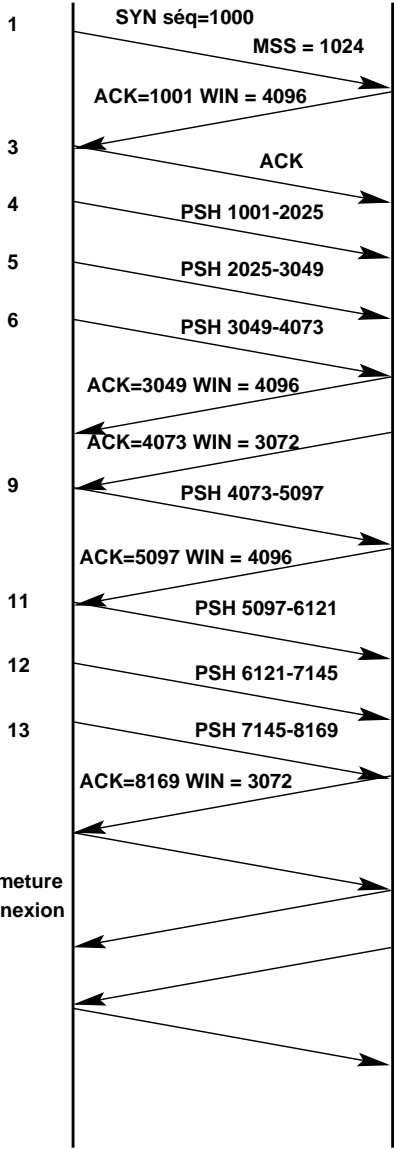 1
SYN séq=1000
MSS = 1024
ACK=1001 WIN = 4096
3
ACK
4
PSH 1001-2025
5
PSH 2025-3049
6
PSH 3049-4073
ACK=3049 WIN = 4096
ACK=4073 WIN = 3072
9
PSH 4073-5097
ACK=5097 WIN = 4096
11
PSH 5097-6121
12
PSH 6121-7145
13
PSH 7145-8169
ACK=8169 WIN = 3072
meture
nexion